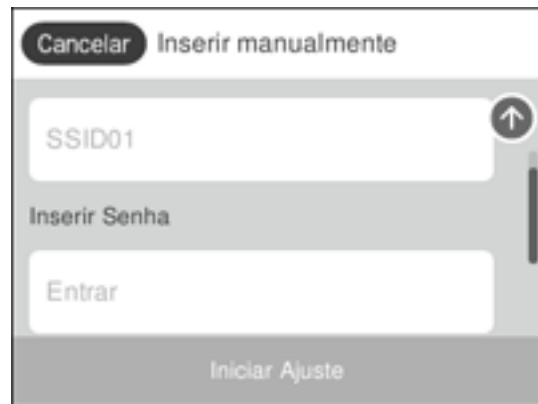 Cancelar Inserir manualmente
SSID01
Inserir Senha
Entrar
Iniciar Ajuste